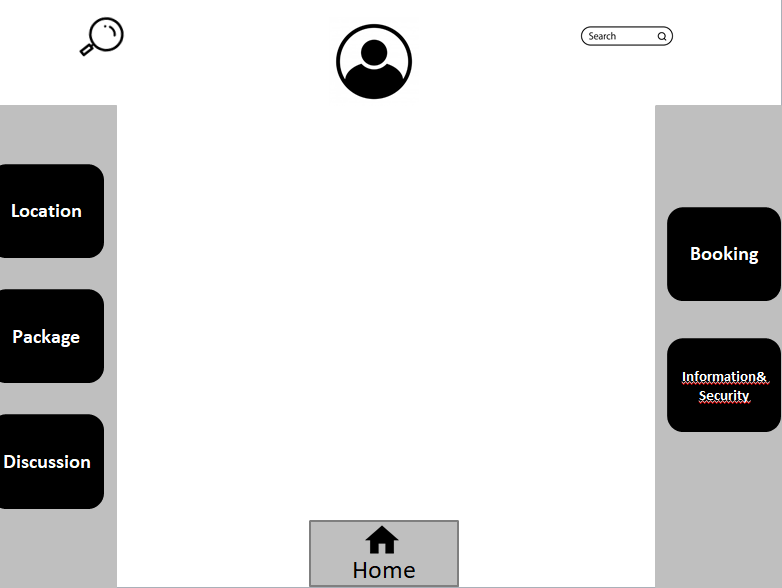 Search
Location
Package
Discussion
Booking
Information&
Security
Home